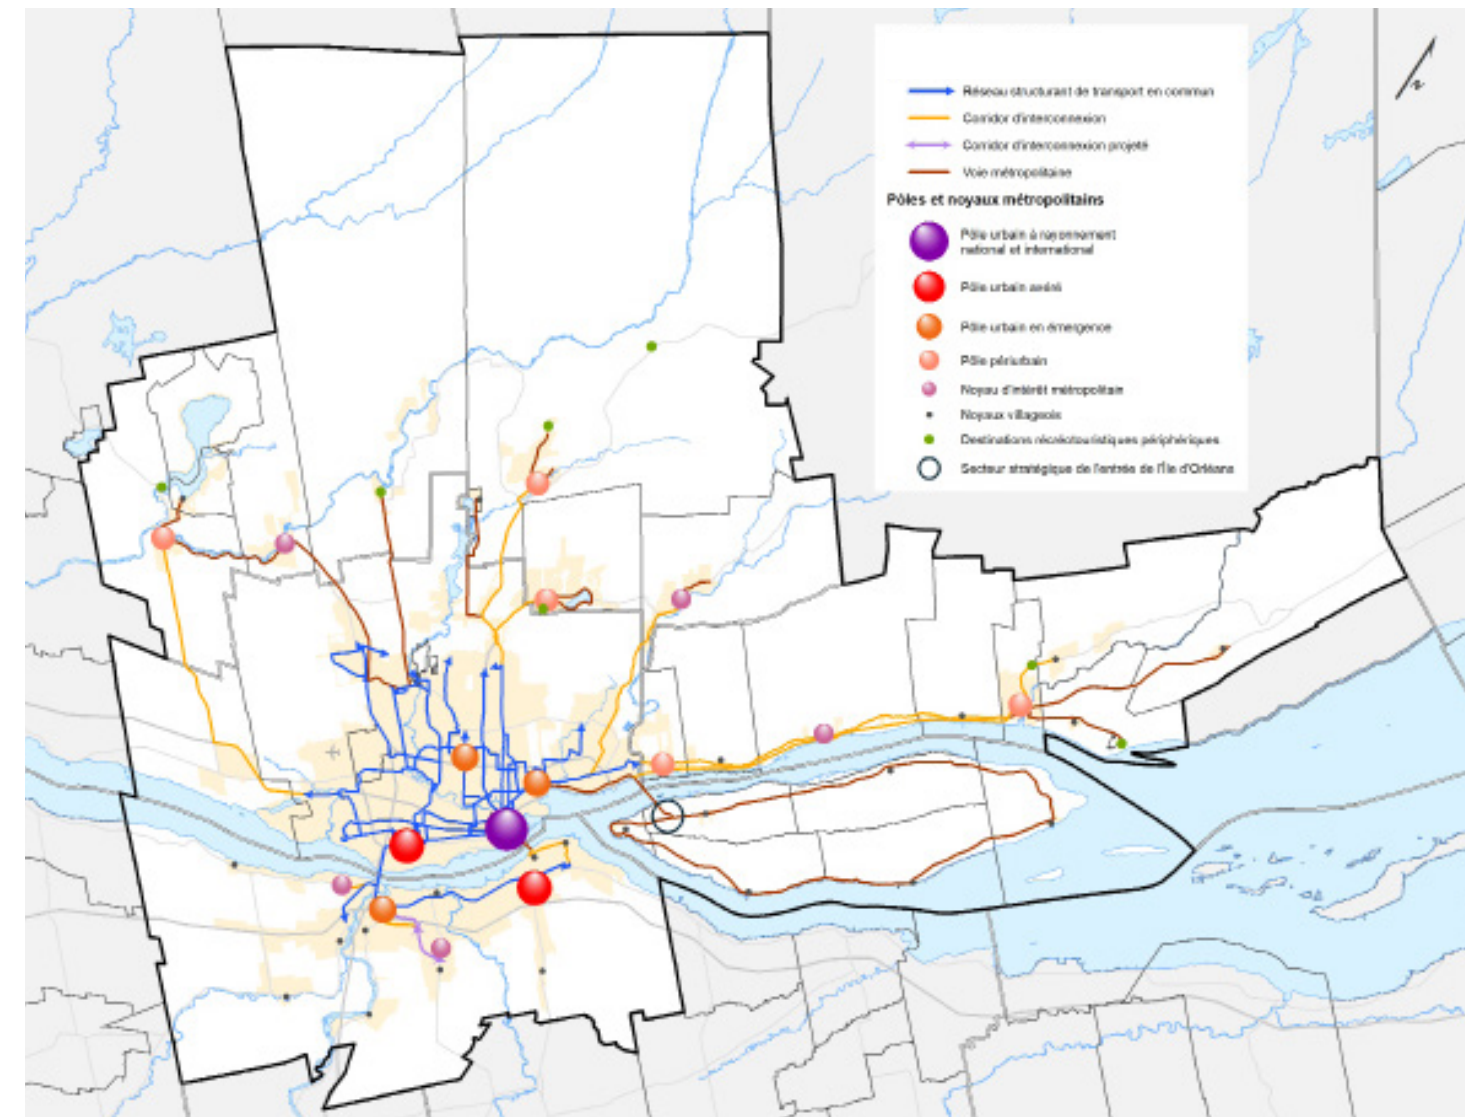 Réseau structurant de transport en commun
Corridor d'interconnexion
Corridor d'interconnexion projeté
Voie métropolitaine
Pôles et noyaux métropolitains
Pôle urbain à rayonnement
national et international
Pôle urbain avéré
Pôle urbain en émergence
Pôle périurbain
Noyau d'intérêt métropolitain
Noyaux villageois
Destinations récréotouristiques périphériques
Secteur stratégique de l'entrée de l'Île d'Orléans
N